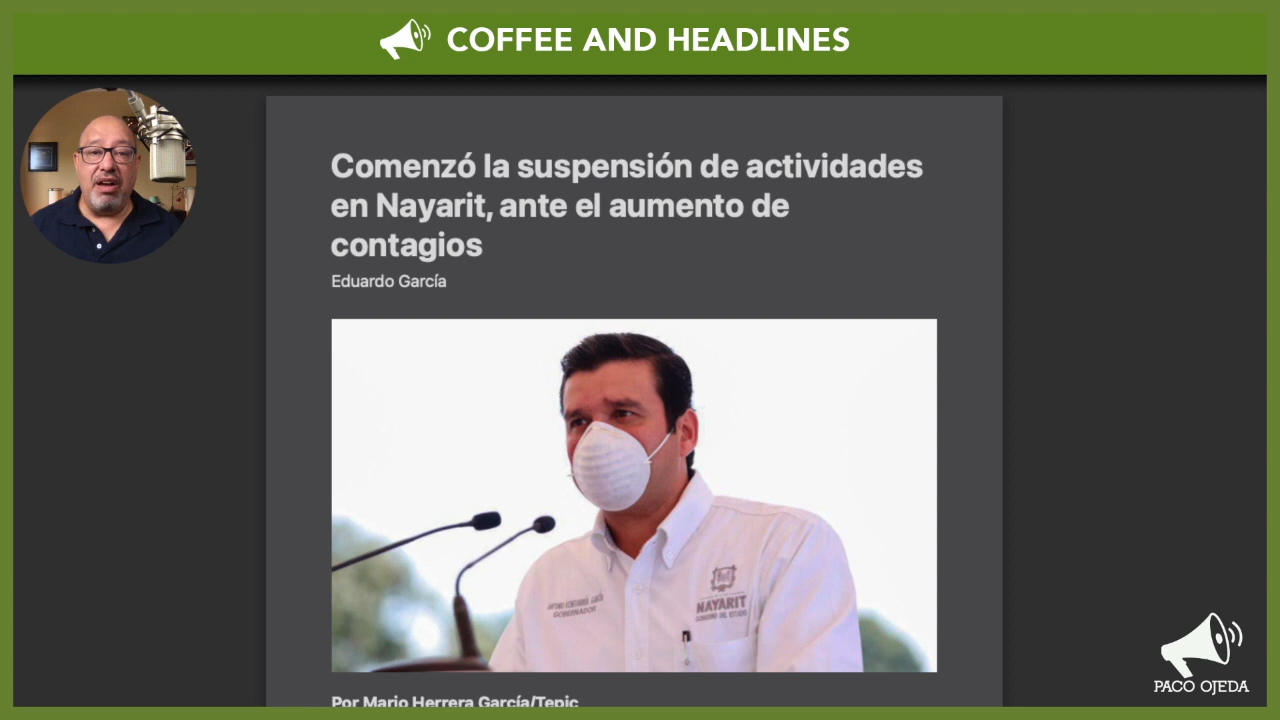 COFFEE AND HEADLINES
Comenzó la suspensión de actividades
en Nayarit, ante el aumento de
contagios
Eduardo García
GOBERNADOR
NAYARIT
GOBIERNO DEL ESTADO
Por Mario Herrera García/Tepic
PACO OJEDA